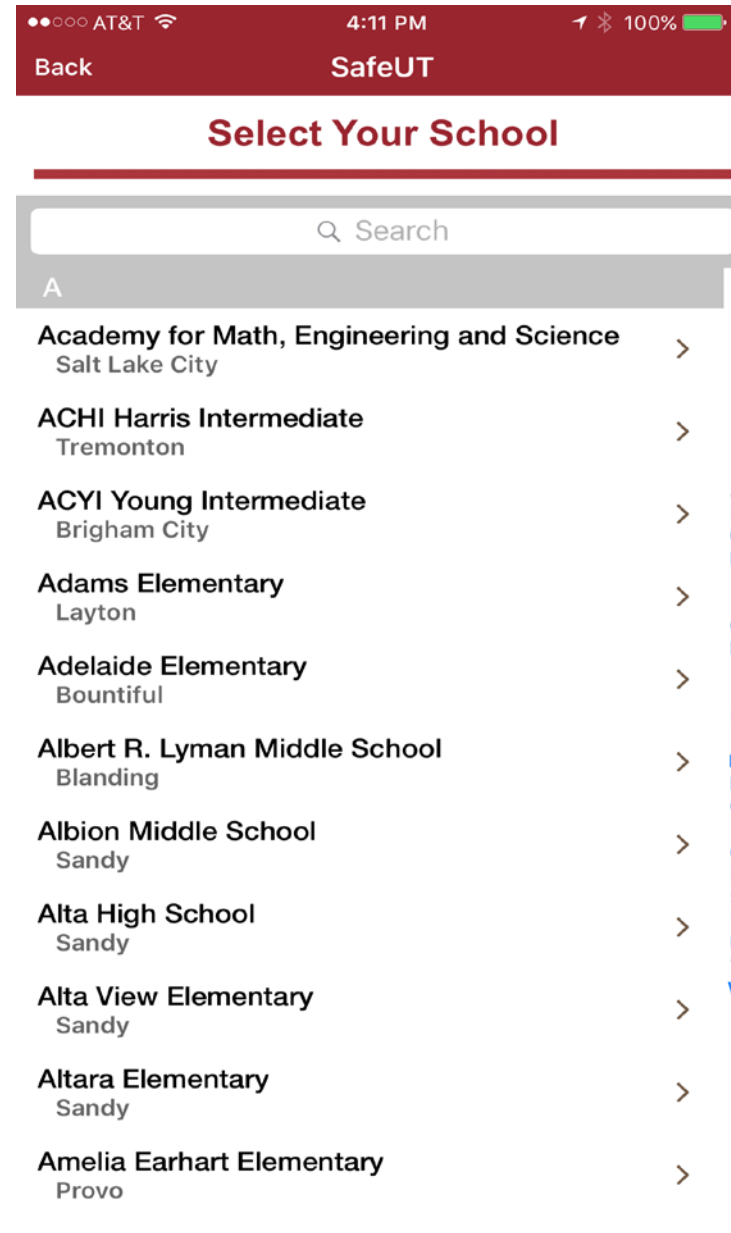 AT&T 4:11 PM 100%
Back SafeUT
Select Your School
Search
A
Academy for Math, Engineering and Science
Salt Lake City
ACHI Harris Intermediate
Tremonton
ACYI Young Intermediate
Brigham City
Adams Elementary
Layton
Adelaide Elementary
Bountiful
Albert R. Lyman Middle School
Blanding
Albion Middle School
Sandy
Alta High School
Sandy
Alta View Elementary
Sandy
Altara Elementary
Sandy
Amelia Earhart Elementary
Provo